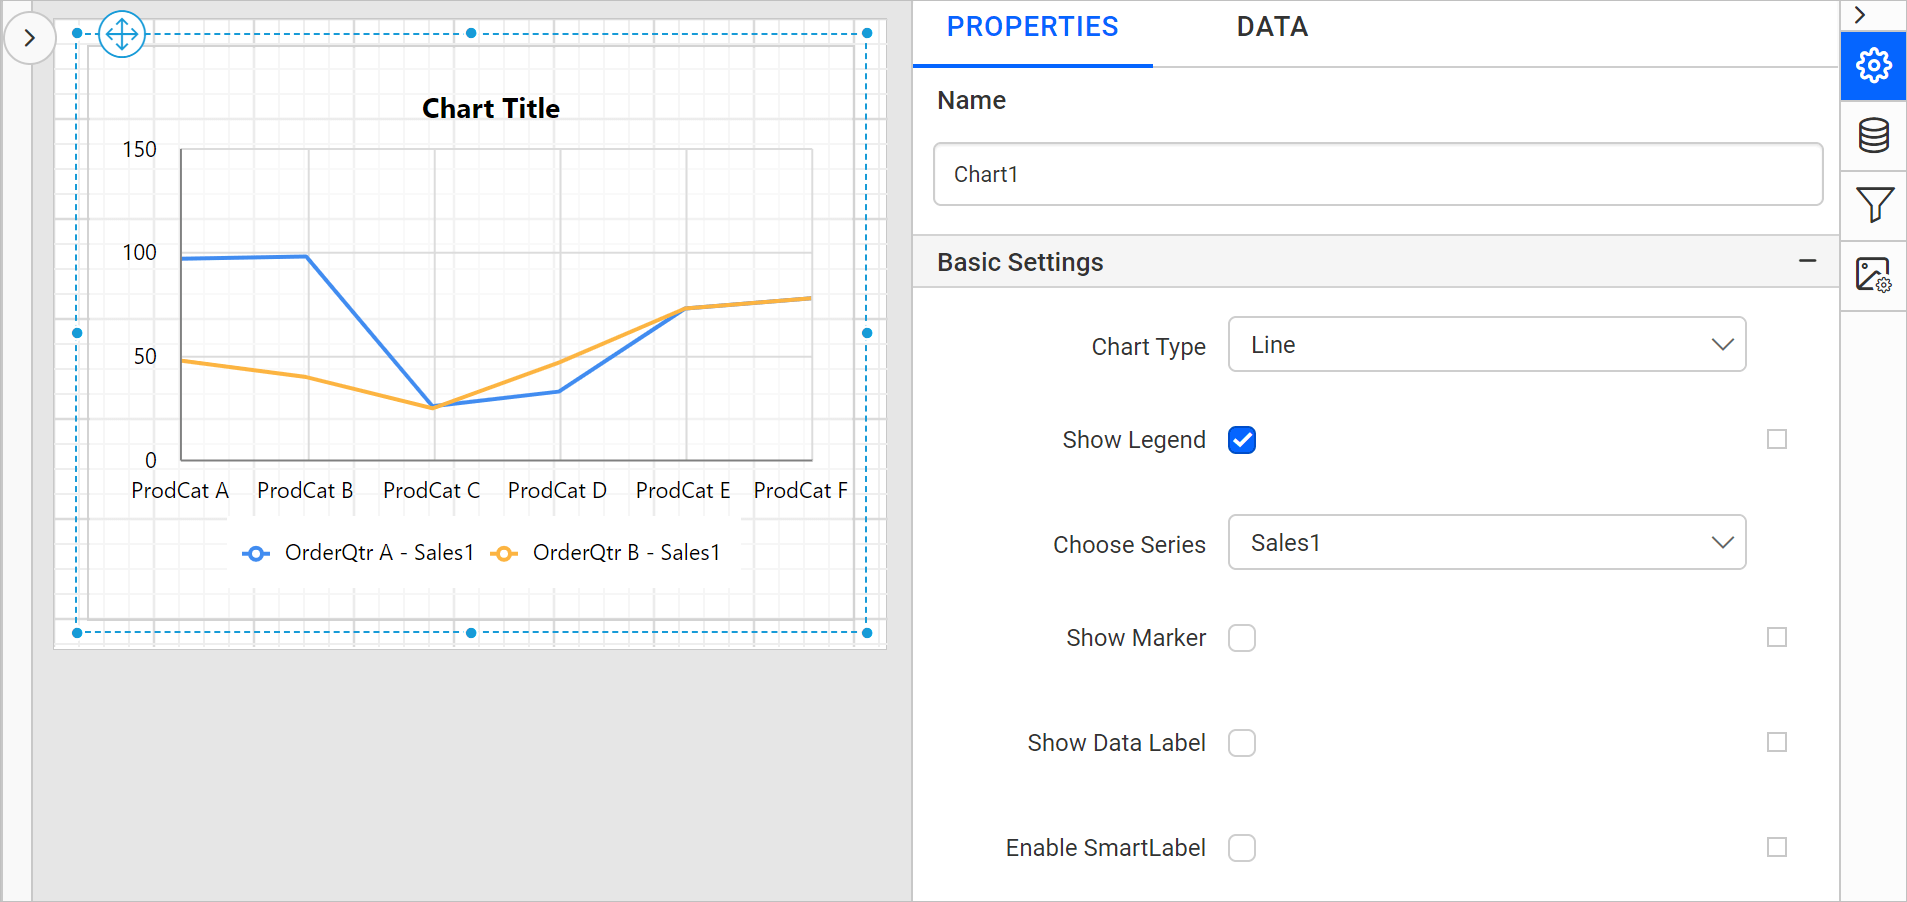 Chart Title
150
100
50
0
ProdCat A ProdCat B ProdCat C ProdCat D ProdCat E ProdCat F
OrderQtr A - Sales1 OrderQtr B - Sales1
PROPERTIES DATA
Name
Chart1
Basic Settings
Chart Type Line
Show Legend
Choose Series Sales1
Show Marker
Show Data Label
Enable SmartLabel